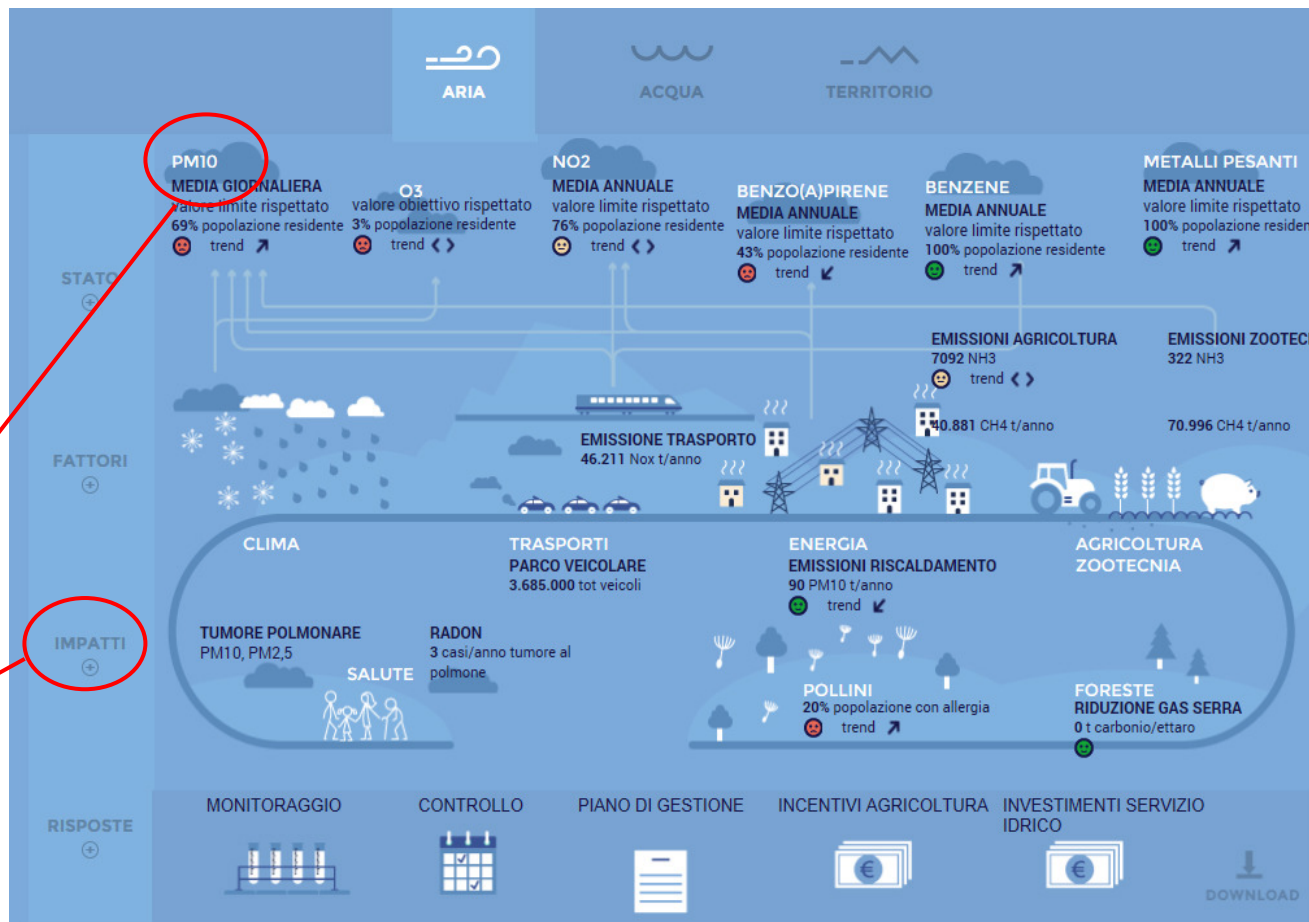 ARIA
ACQUA
TERRITORIO
STATO
PM10
MEDIA GIORNALIERA
valore limite rispettato
69% popolazione residente
trend
O3
valore obiettivo rispettato
3% popolazione residente
trend
NO2
MEDIA ANNUALE
valore limite rispettato
76% popolazione residente
trend
BENZO(A)PIRENE
MEDIA ANNUALE
valore limite rispettato
43% popolazione residente
trend
BENZENE
MEDIA ANNUALE
valore limite rispettato
100% popolazione residente
trend
METALLI PESANTI
MEDIA ANNUALE
valore limite rispettato
100% popolazione residen
trend
FATTORI
EMISSIONE TRASPORTO
46.211 Nox t/anno
EMISSIONI AGRICOLTURA
7092 NH3
trend
40.881 CH4 t/anno
EMISSIONI ZOOTEC
322 NH3
70.996 CH4 t/anno
CLIMA
TRASPORTI
PARCO VEICOLARE
3.685.000 tot veicoli
ENERGIA
EMISSIONI RISCALDAMENTO
90 PM10 t/anno
trend
AGRICOLTURA
ZOOTECNIA
IMPATTI
TUMORE POLMONARE
PM10, PM2,5
SALUTE
RADON
3 casi/anno tumore al
polmone
POLLINI
20% popolazione con allergia
trend
FORESTE
RIDUZIONE GAS SERRA
0 t carbonio/ettaro
RISPOSTE
MONITORAGGIO
CONTROLLO
PIANO DI GESTIONE
INCENTIVI AGRICOLTURA
INVESTIMENTI SERVIZIO
IDRICO
€
€
DOWNLOAD